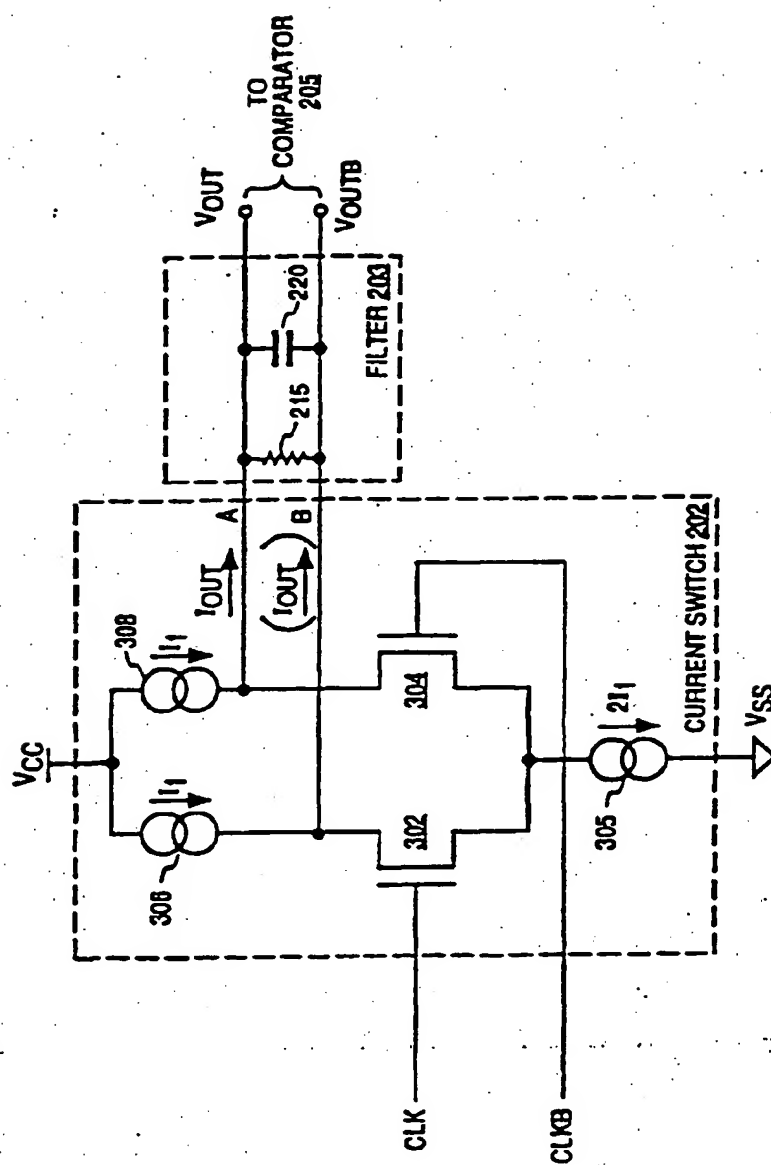 VCC
306
I1
308
I1
IOUT
A
(IOUT)
B
VOUT
VOUTB
TO
COMPARATOR
205
215
220
FILTER 203
302
304
305
2I1
CURRENT SWITCH 202
VSS
CLK
CLKB